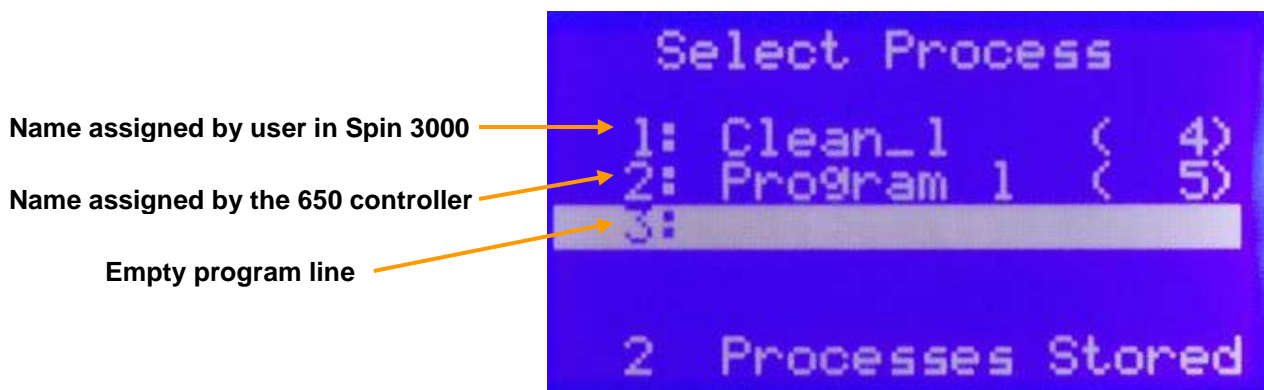 Select Process
Name assigned by user in Spin 3000
1: Clean_1 ( 4)
Name assigned by the 650 controller
2: Program 1 ( 5)
Empty program line
3:
2 Processes Stored